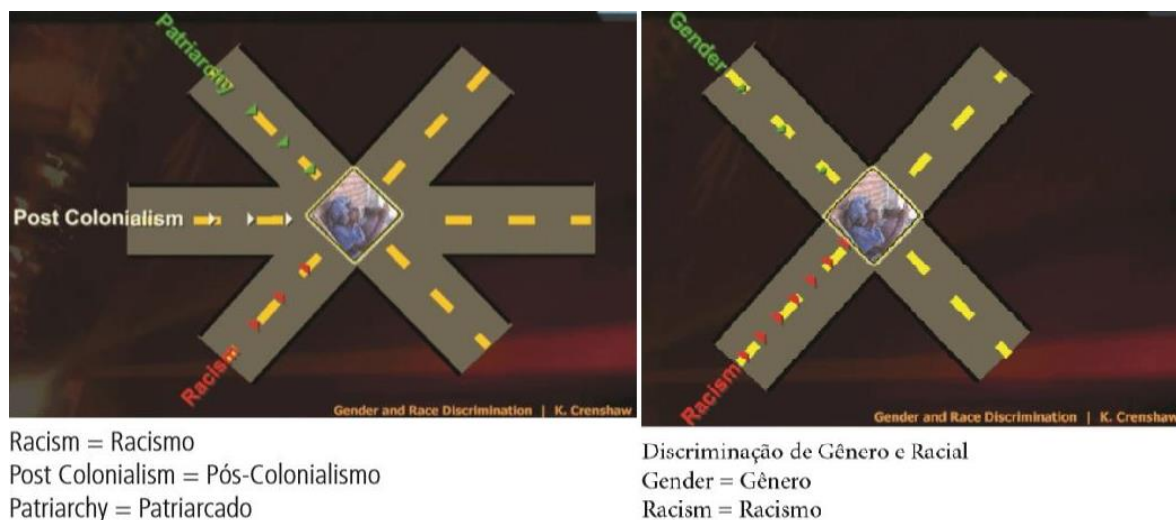 Patriarchy
Post Colonialism
Racism
Gender and Race Discrimination | K. Crenshaw
Racism = Racismo
Post Colonialism = Pós-Colonialismo
Patriarchy = Patriarcado
Gender
Racism
Gender and Race Discrimination | K. Crenshaw
Discriminação de Gênero e Racial
Gender = Gênero
Racism = Racismo